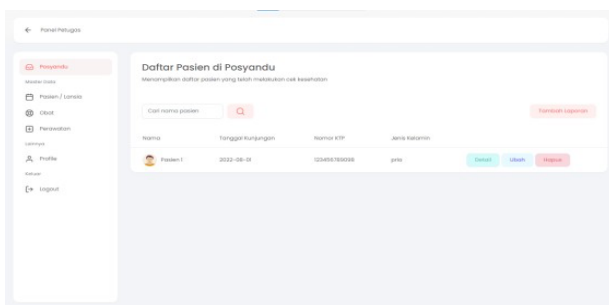 Panel Petugas
Posyandu
Master Data
Pasien / Lansia
Obat
Perawatan
Lainnya
Profile
Keluar
Logout
Daftar Pasien di Posyandu
Menampilkan daftar pasien yang telah melakukan cek kesehatan
Cari nama pasien
Tambah Laporan
Nama Tanggal Kunjungan Nomor KTP Jenis Kelamin
Pasien 1 2022-08-01 123456789098 pria Detail Ubah Hapus